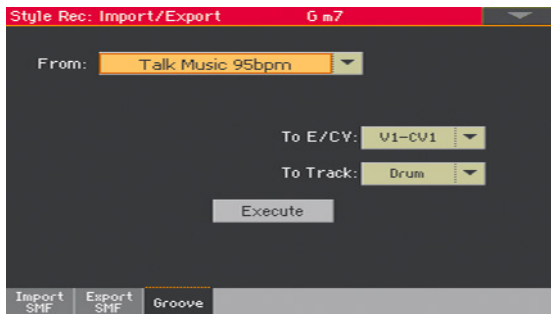 Style Rec: Import/Export G m7
From: Talk Music 95bpm
To E/CV: V1-CV1
To Track: Drum
Execute
Import SMF Export SMF Groove